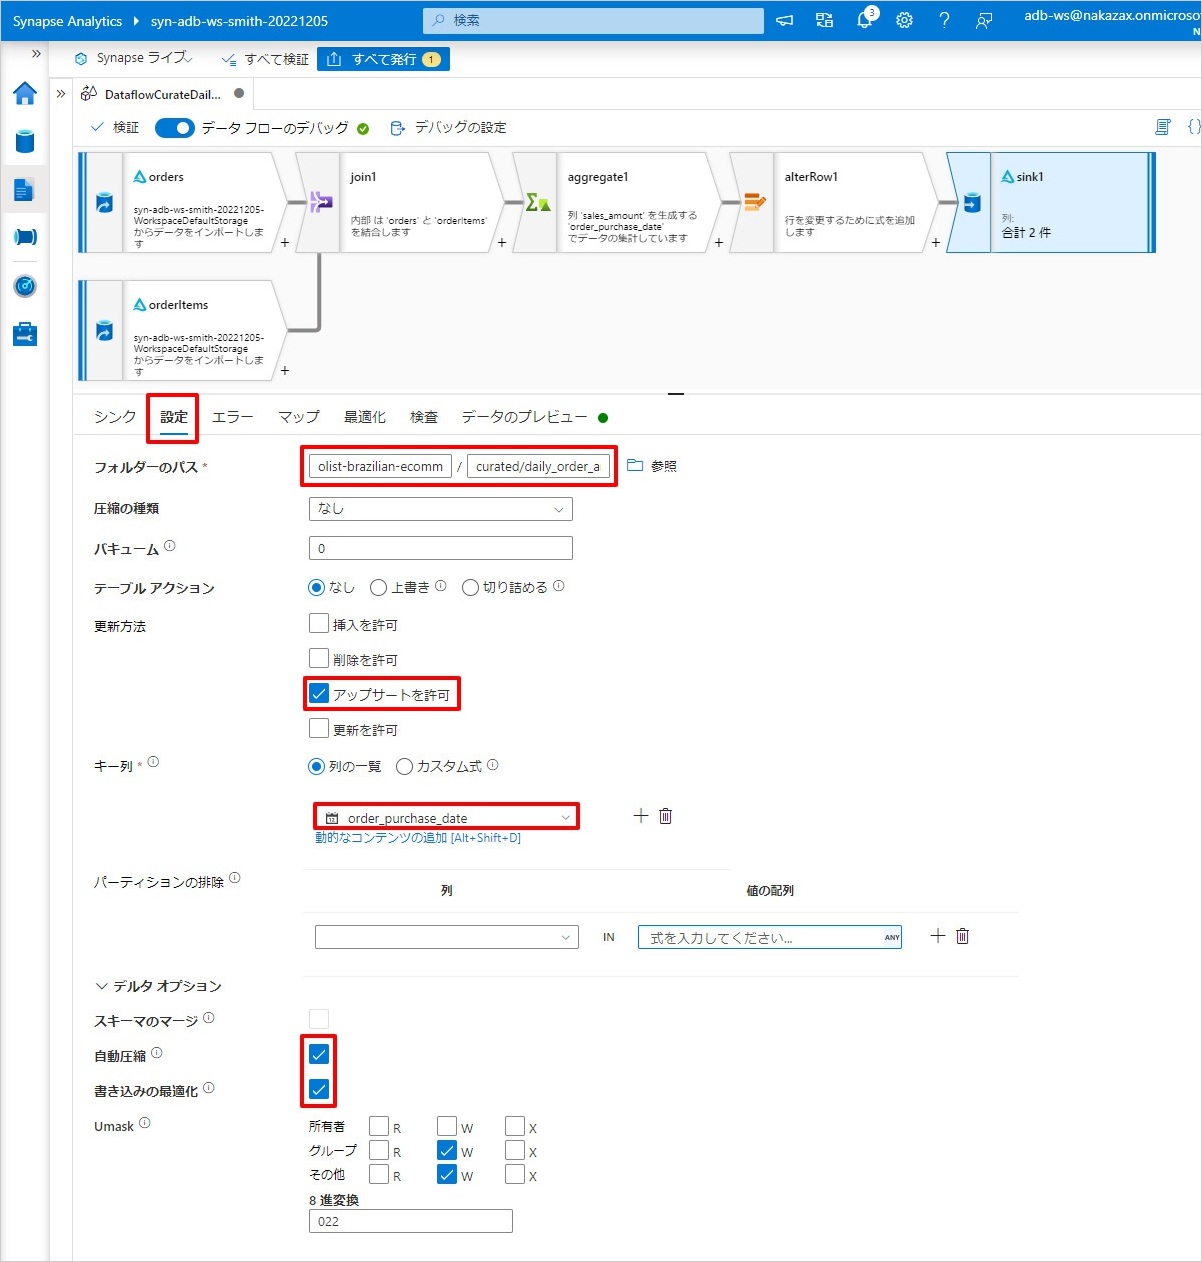 Synapse Analytics syn-adb-ws-smith-20221205 検索 3 adb-ws@nakazax.onmicroso
N
Synapse ライブ すべて検証 すべて発行 1
DataflowCurateDail...
検証 データ フローのデバッグ デバッグの設定
orders
syn-adb-ws-smith-20221205-
WorkspaceDefaultStorage
からデータをインポートしま
す
+
join1
内部 は 'orders' と 'orderItems'
を結合します
+
aggregate1
列 'sales_amount' を生成する
'order_purchase_date'
でデータの集計しています
+
alterRow1
行を変更するために式を追加
します
+
sink1
列:
合計 2 件
orderItems
syn-adb-ws-smith-20221205-
WorkspaceDefaultStorage
からデータをインポートしま
す
+
シンク 設定 エラー マップ 最適化 検査 データのプレビュー
フォルダーのパス * olist-brazilian-ecomm / curated/daily_order_a 参照
圧縮の種類 なし
バキューム 0
テーブル アクション なし 上書き 切り詰める
更新方法 挿入を許可
削除を許可
アップサートを許可
更新を許可
キー列 * 列の一覧 カスタム式
order_purchase_date
動的なコンテンツの追加 [Alt+Shift+D]
パーティションの排除 列 値の配列
IN 式を入力してください... ANY
デルタ オプション
スキーマのマージ
自動圧縮
書き込みの最適化
Umask 所有者 R W X
グループ R W X
その他 R W X
8 進変換
022